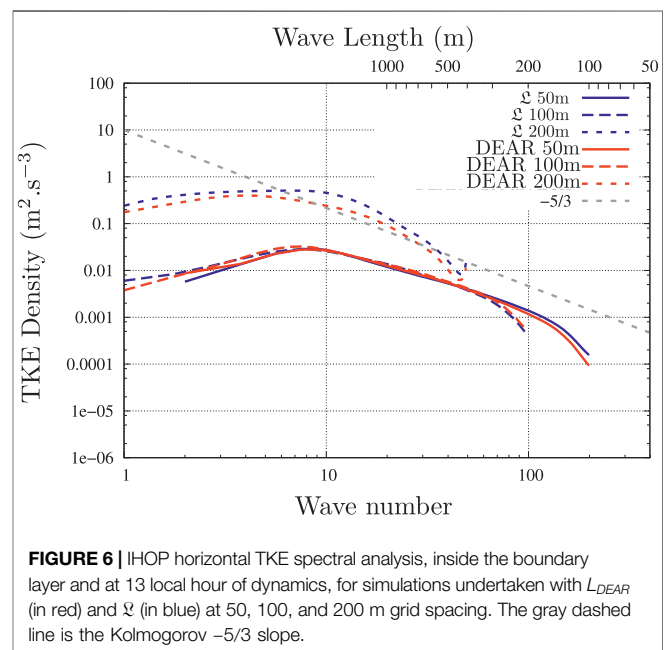 Wave Length (m)
1000 500 200 100 50
100
10
1
0.1
0.01
0.001
0.0001
1e−05
1e−06
TKE Density (m².s⁻³)
𝔏 50m
𝔏 100m
𝔏 200m
DEAR 50m
DEAR 100m
DEAR 200m
−5/3
1 10 100
Wave number
FIGURE 6 | IHOP horizontal TKE spectral analysis, inside the boundary
layer and at 13 local hour of dynamics, for simulations undertaken with L_DEAR
(in red) and 𝔏 (in blue) at 50, 100, and 200 m grid spacing. The gray dashed
line is the Kolmogorov −5/3 slope.